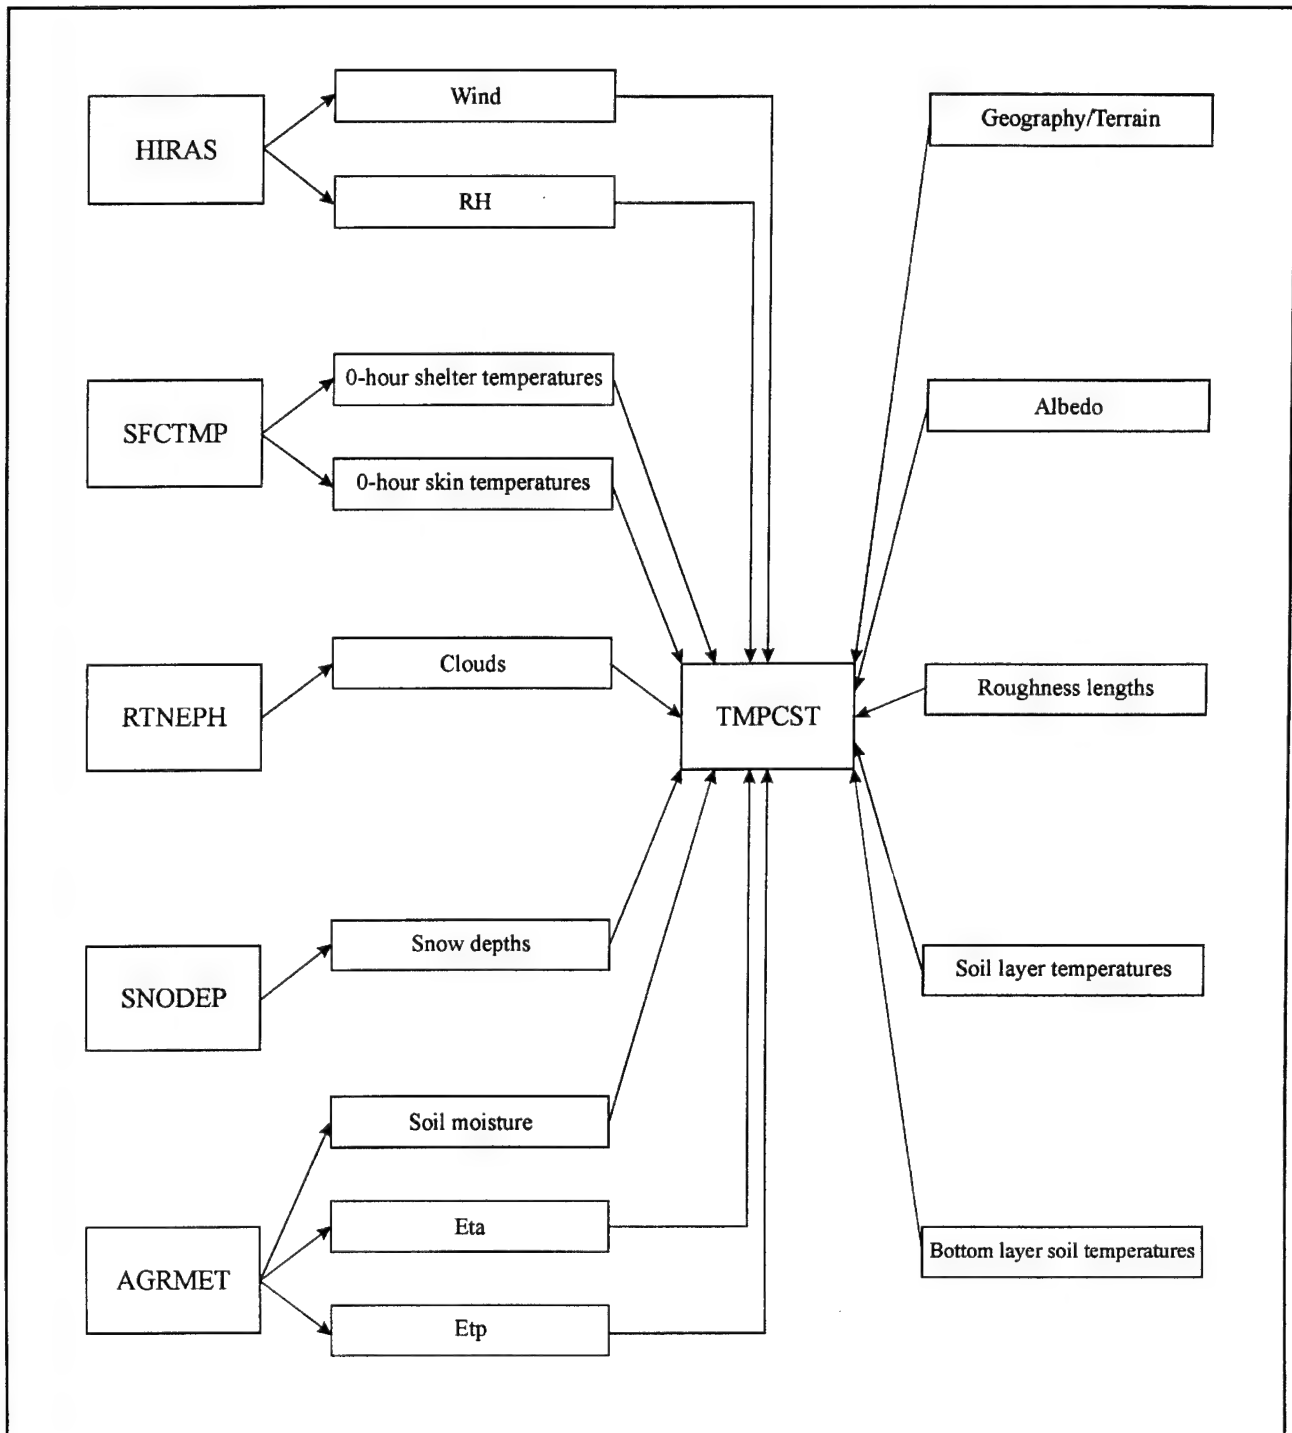 HIRAS
Wind
RH
SFCTMP
0-hour shelter temperatures
0-hour skin temperatures
RTNEPH
Clouds
SNODEP
Snow depths
AGRMET
Soil moisture
Eta
Etp
TMPCST
Geography/Terrain
Albedo
Roughness lengths
Soil layer temperatures
Bottom layer soil temperatures